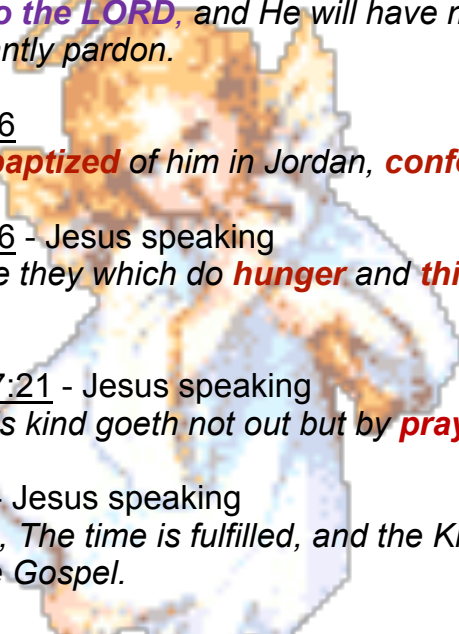 o the LORD, and He will have m
ntly pardon.
6
baptized of him in Jordan, confe
6 - Jesus speaking
e they which do hunger and thi
7:21 - Jesus speaking
s kind goeth not out but by pray
- Jesus speaking
, The time is fulfilled, and the Ki
e Gospel.